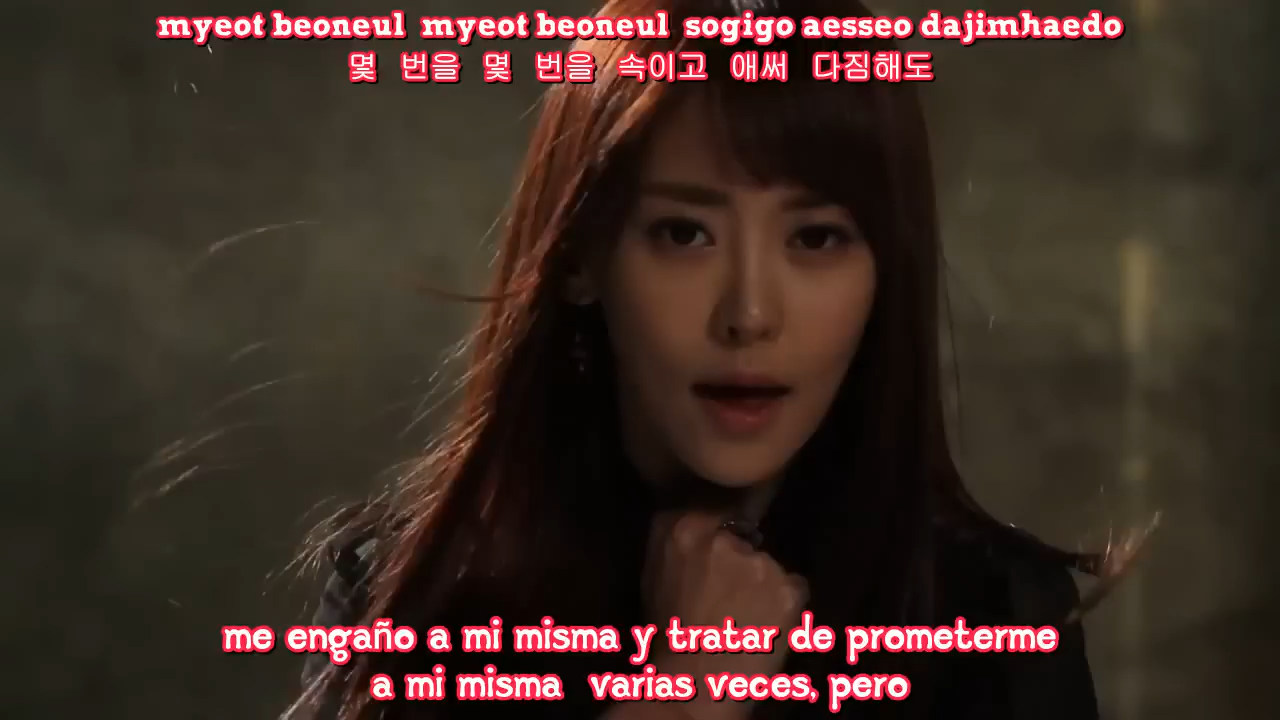 myeot beoneul myeot beoneul sogigo aesseo dajimhaedo
몇 번을 몇 번을 속이고 애써 다짐해도
me engaño a mi misma y tratar de prometerme
a mi misma varias veces, pero